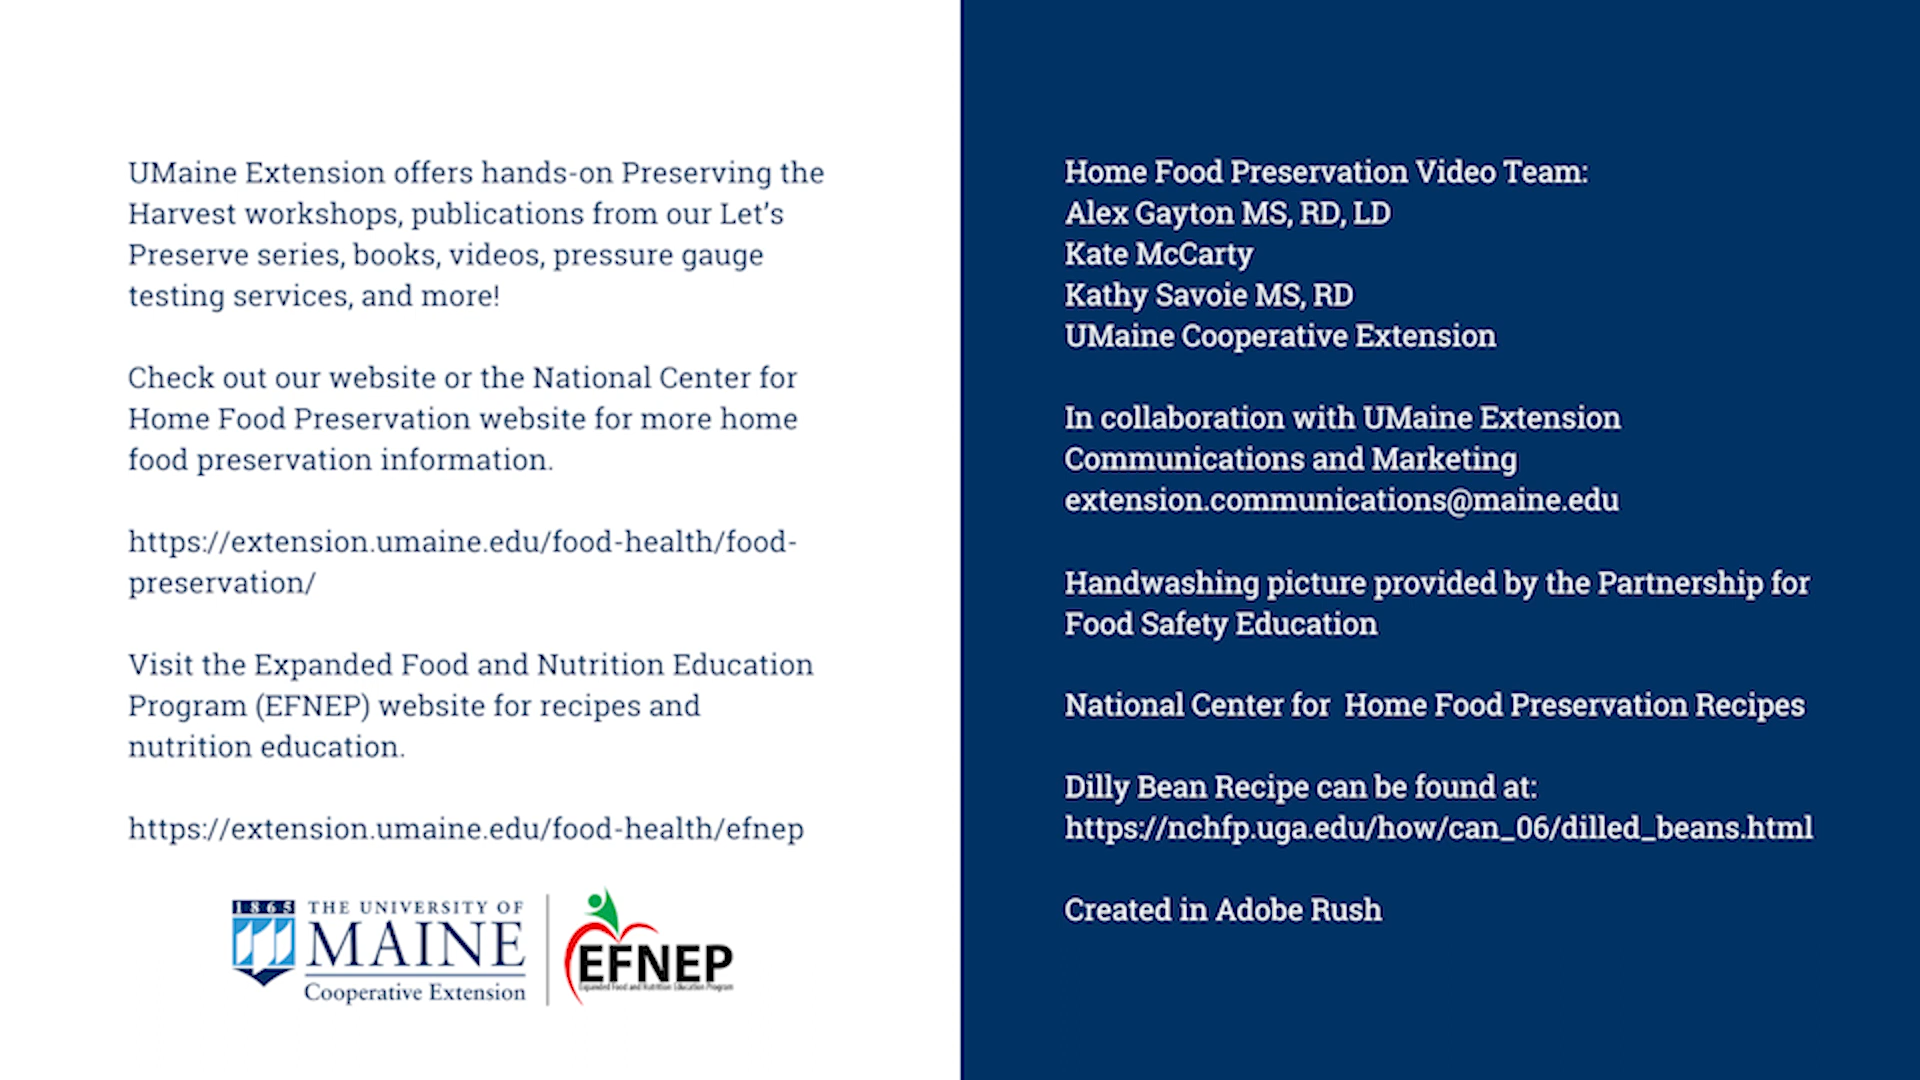 UMaine Extension offers hands-on Preserving the
Harvest workshops, publications from our Let's
Preserve series, books, videos, pressure gauge
testing services, and more!
Check out our website or the National Center for
Home Food Preservation website for more home
food preservation information.
https://extension.umaine.edu/food-health/food-
preservation/
Visit the Expanded Food and Nutrition Education
Program (EFNEP) website for recipes and
nutrition education.
https://extension.umaine.edu/food-health/efnep
1865
THE UNIVERSITY OF
MAINE
Cooperative Extension
EFNEP
Expanded Food and Nutrition Education Program
Home Food Preservation Video Team:
Alex Gayton MS, RD, LD
Kate McCarty
Kathy Savoie MS, RD
UMaine Cooperative Extension
In collaboration with UMaine Extension
Communications and Marketing
extension.communications@maine.edu
Handwashing picture provided by the Partnership for
Food Safety Education
National Center for  Home Food Preservation Recipes
Dilly Bean Recipe can be found at:
https://nchfp.uga.edu/how/can_06/dilled_beans.html
Created in Adobe Rush